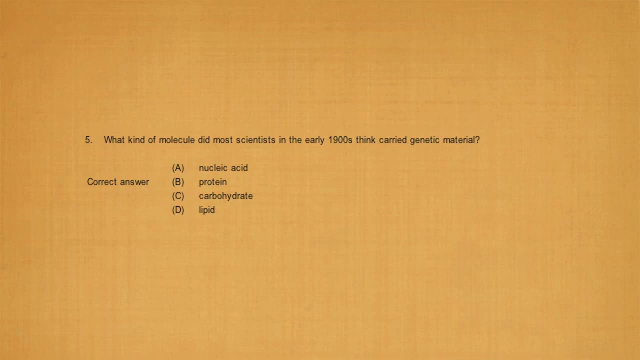 5. What kind of molecule did most scientists in the early 1900s think carried genetic material?
(A) nucleic acid
Correct answer (B) protein
(C) carbohydrate
(D) lipid